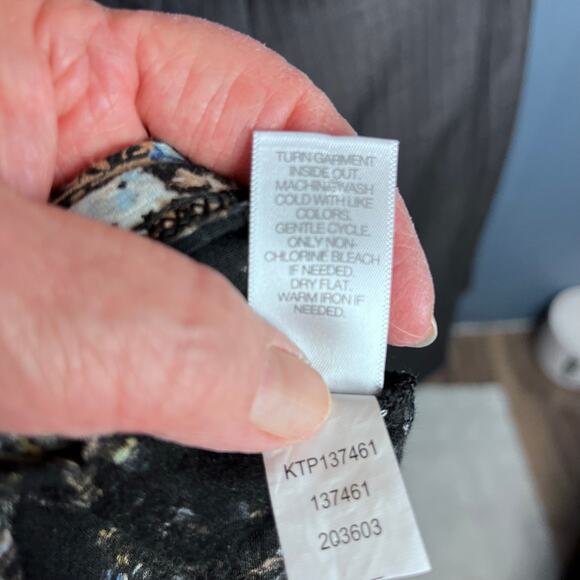 TURN GARMENT
INSIDE OUT.
MACHINE WASH
COLD WITH LIKE
COLORS.
GENTLE CYCLE.
ONLY NON-
CHLORINE BLEACH
IF NEEDED.
DRY FLAT.
WARM IRON IF
NEEDED.
KTP137461
137461
203603